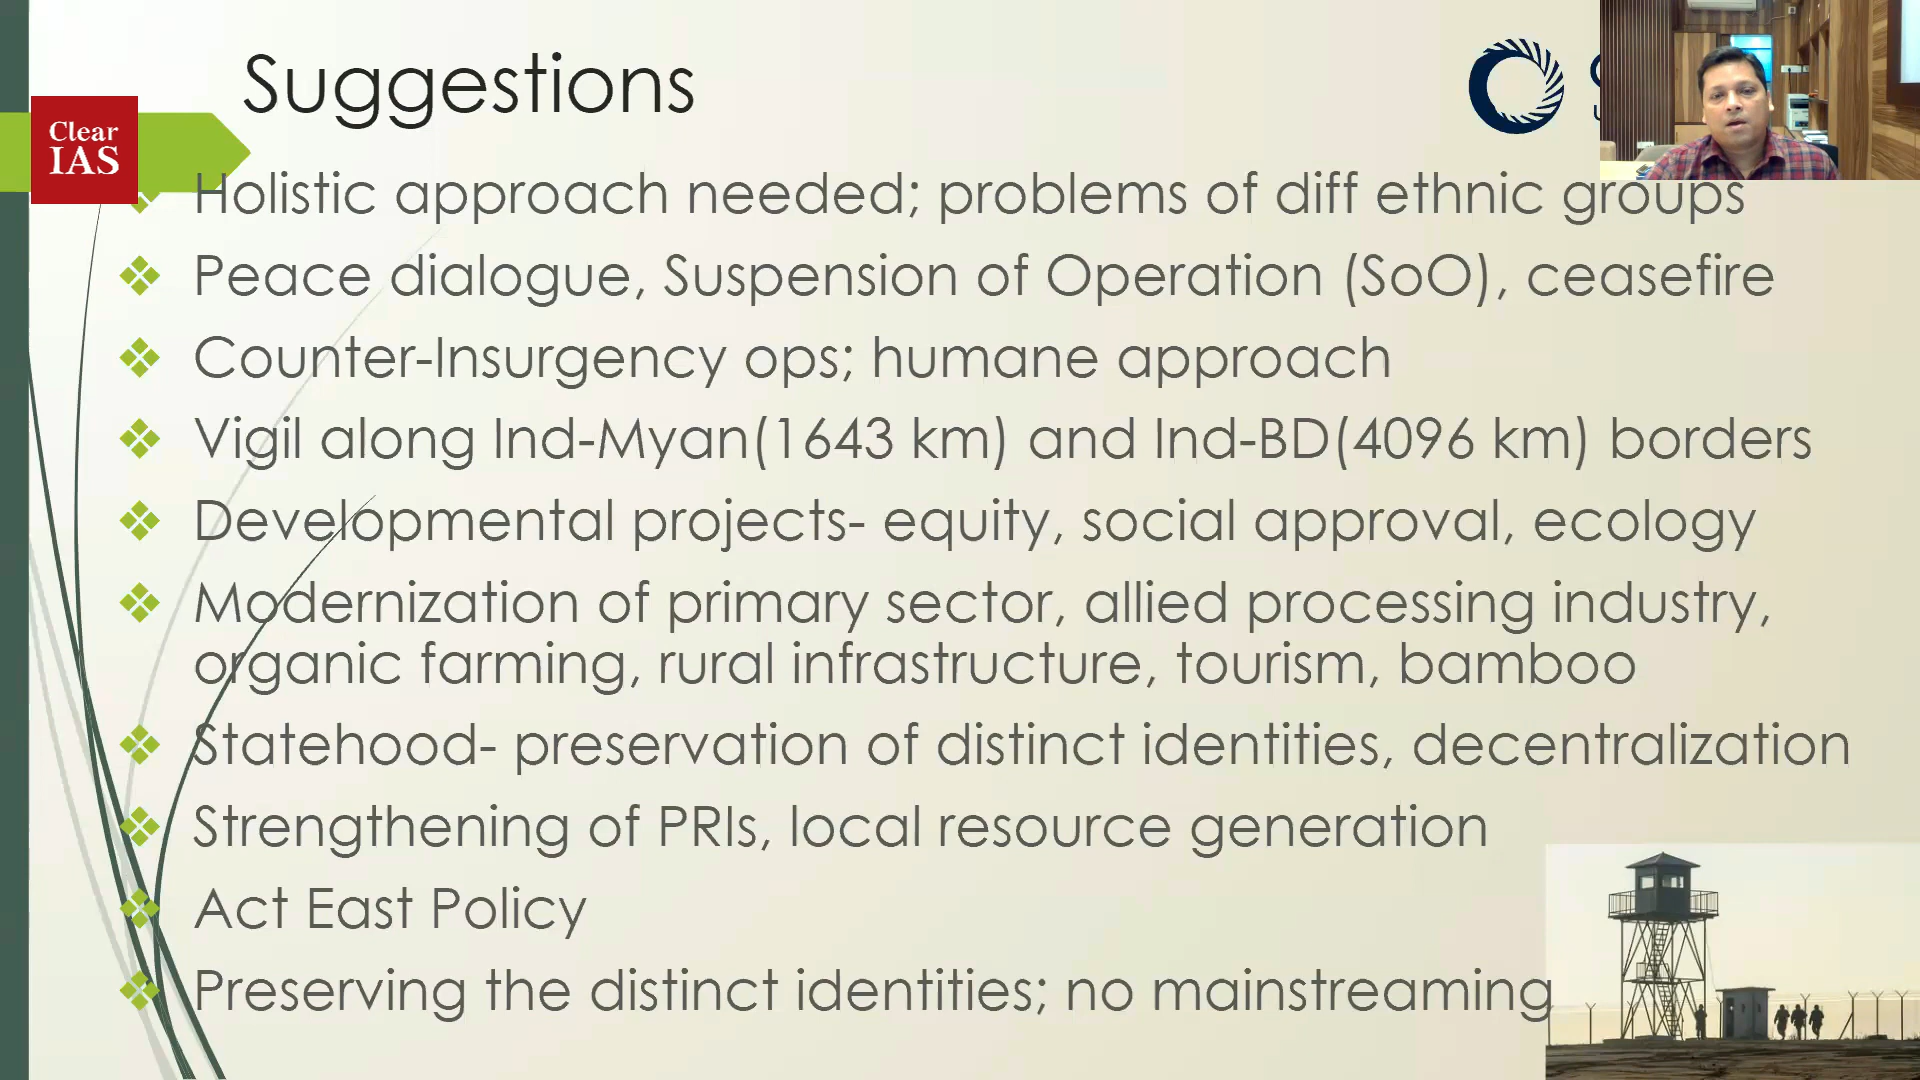 Suggestions
Clear
IAS
Holistic approach needed; problems of diff ethnic groups
Peace dialogue, Suspension of Operation (SoO), ceasefire
Counter-Insurgency ops; humane approach
Vigil along Ind-Myan(1643 km) and Ind-BD(4096 km) borders
Developmental projects- equity, social approval, ecology
Modernization of primary sector, allied processing industry,
organic farming, rural infrastructure, tourism, bamboo
Statehood- preservation of distinct identities, decentralization
Strengthening of PRIs, local resource generation
Act East Policy
Preserving the distinct identities; no mainstreaming